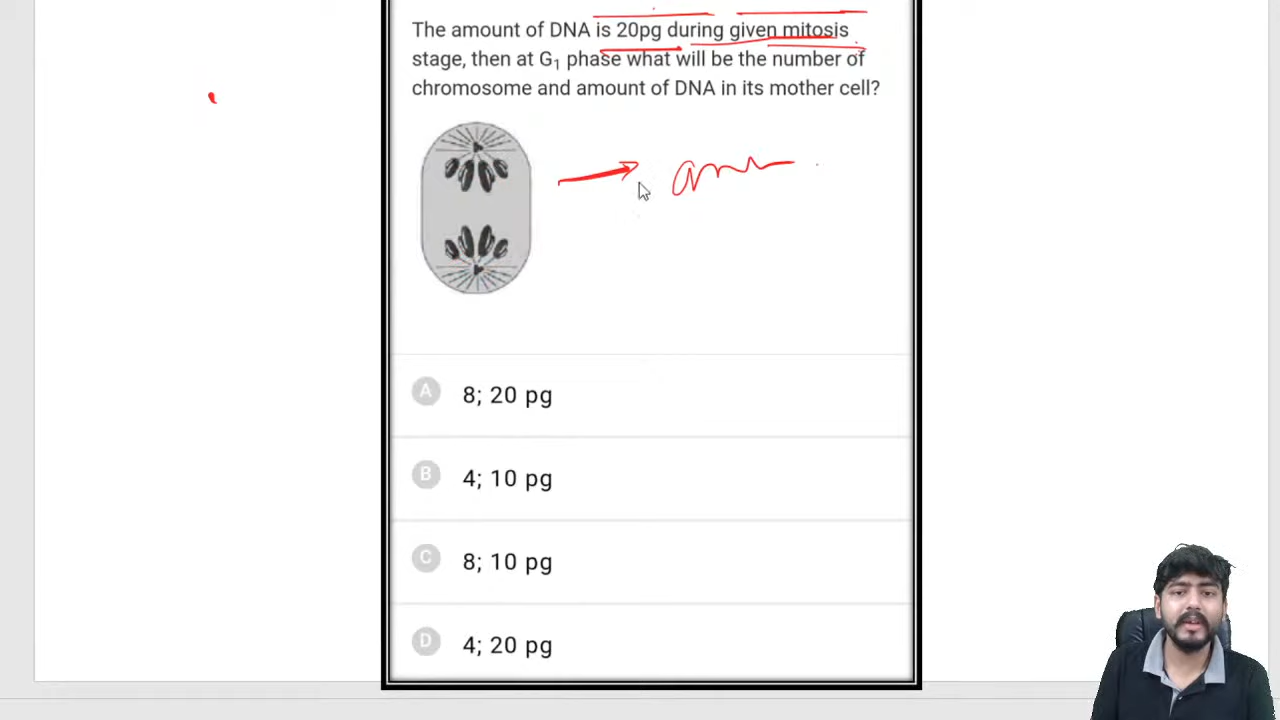 The amount of DNA is 20pg during given mitosis
stage, then at G₁ phase what will be the number of
chromosome and amount of DNA in its mother cell?
A 8; 20 pg
B 4; 10 pg
C 8; 10 pg
D 4; 20 pg